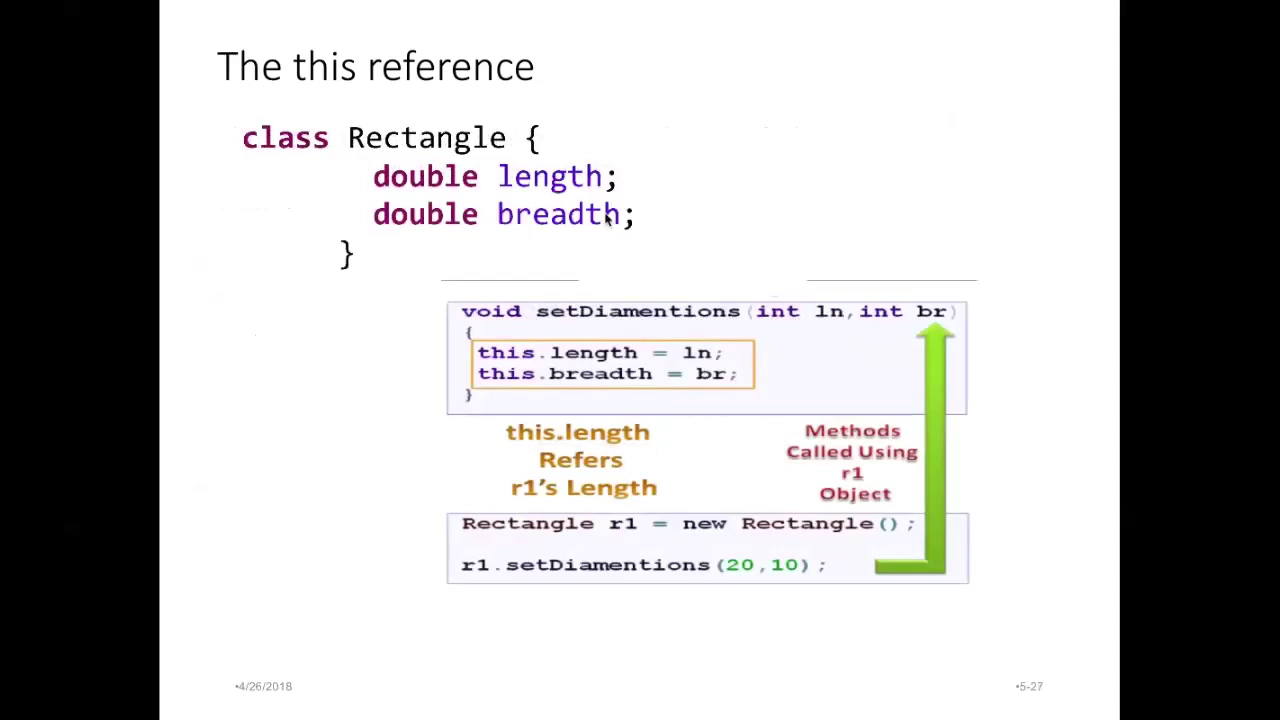 The this reference
class Rectangle {
double length;
double breadth;
}
void setDiamentions(int ln,int br)
{
this.length = ln;
this.breadth = br;
}
this.length
Refers
r1's Length
Methods
Called Using
r1
Object
Rectangle r1 = new Rectangle();
r1.setDiamentions(20,10);
•4/26/2018
•5-27